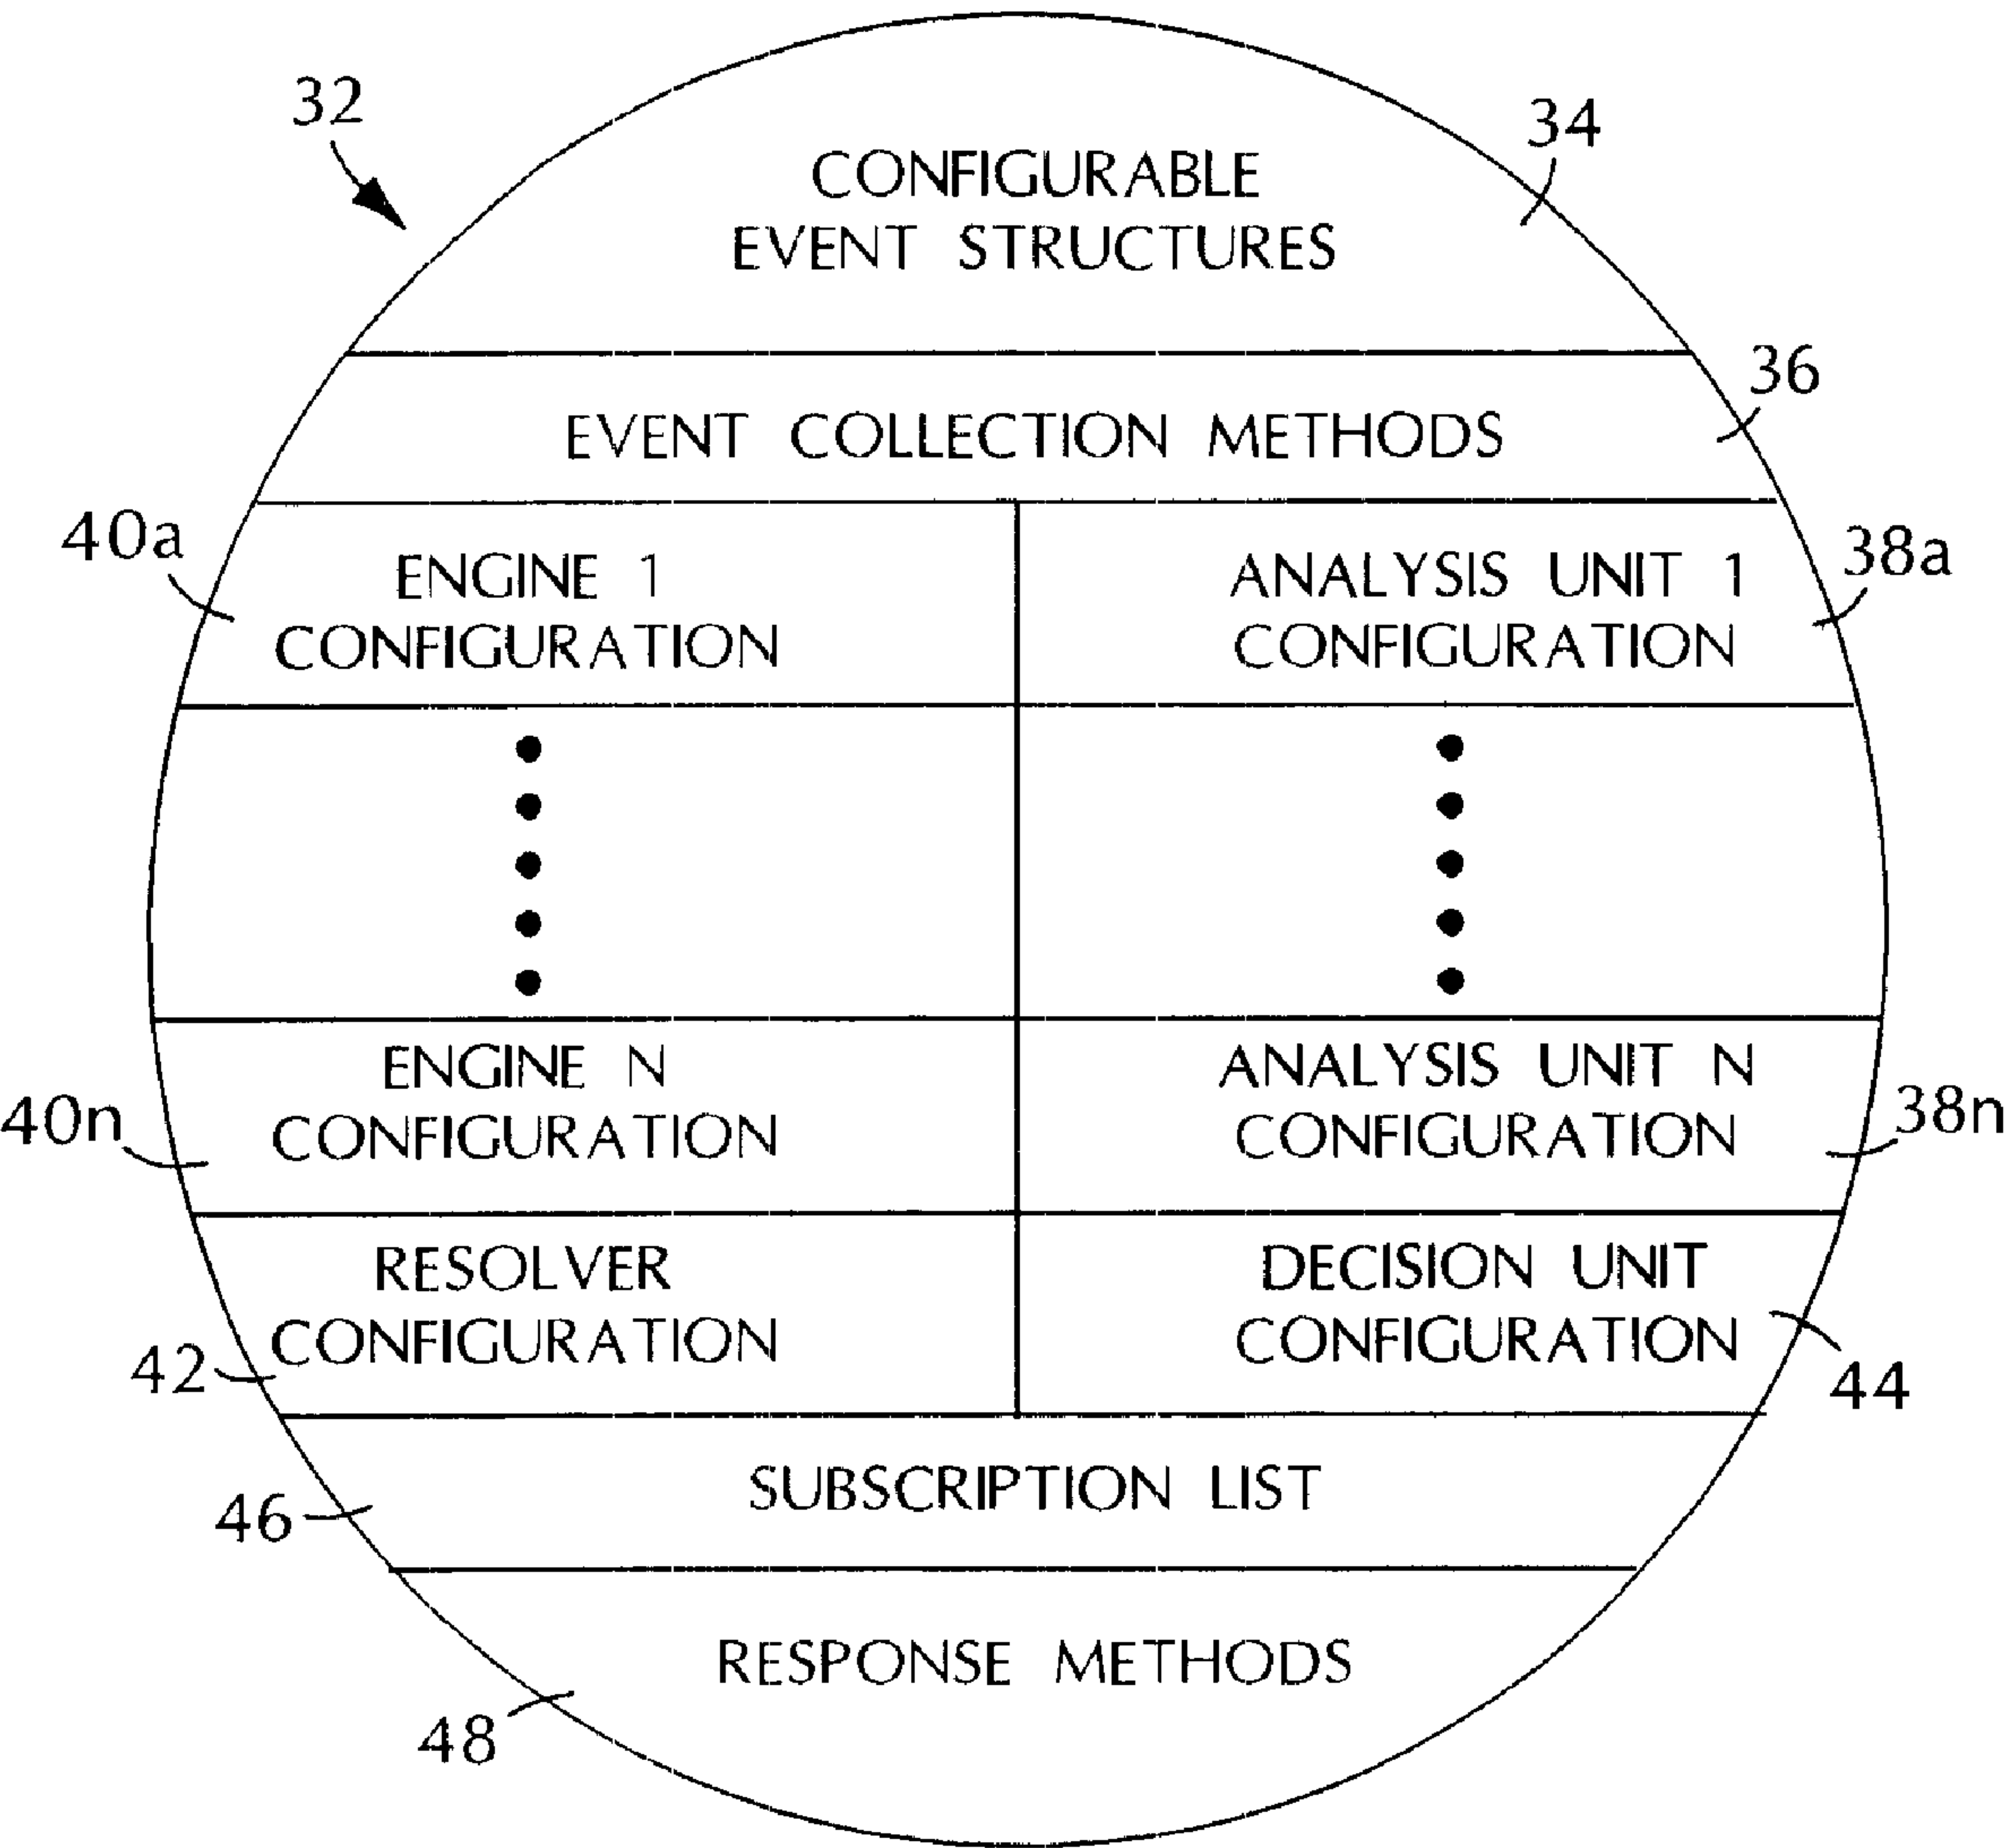 32
34
CONFIGURABLE
EVENT STRUCTURES
36
EVENT COLLECTION METHODS
40a
ENGINE 1
CONFIGURATION
38a
ANALYSIS UNIT 1
CONFIGURATION
40n
ENGINE N
CONFIGURATION
38n
ANALYSIS UNIT N
CONFIGURATION
42
RESOLVER
CONFIGURATION
44
DECISION UNIT
CONFIGURATION
46
SUBSCRIPTION LIST
48
RESPONSE METHODS